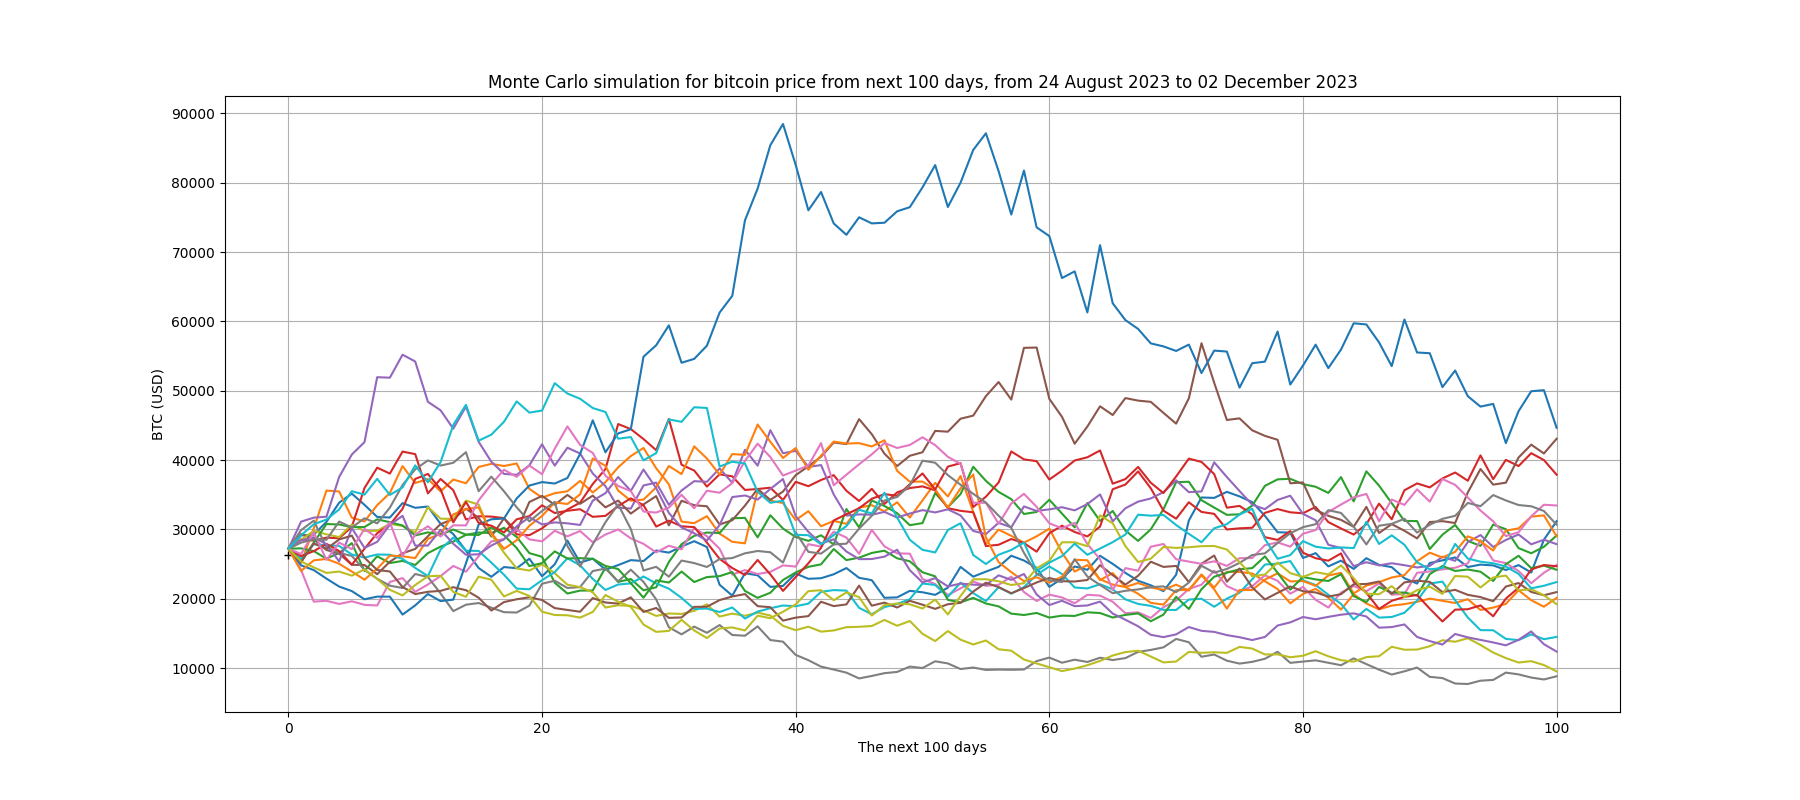 Monte Carlo simulation for bitcoin price from next 100 days, from 24 August 2023 to 02 December 2023
90000
80000
70000
60000
50000
40000
30000
20000
10000
BTC (USD)
0 20 40 60 80 100
The next 100 days